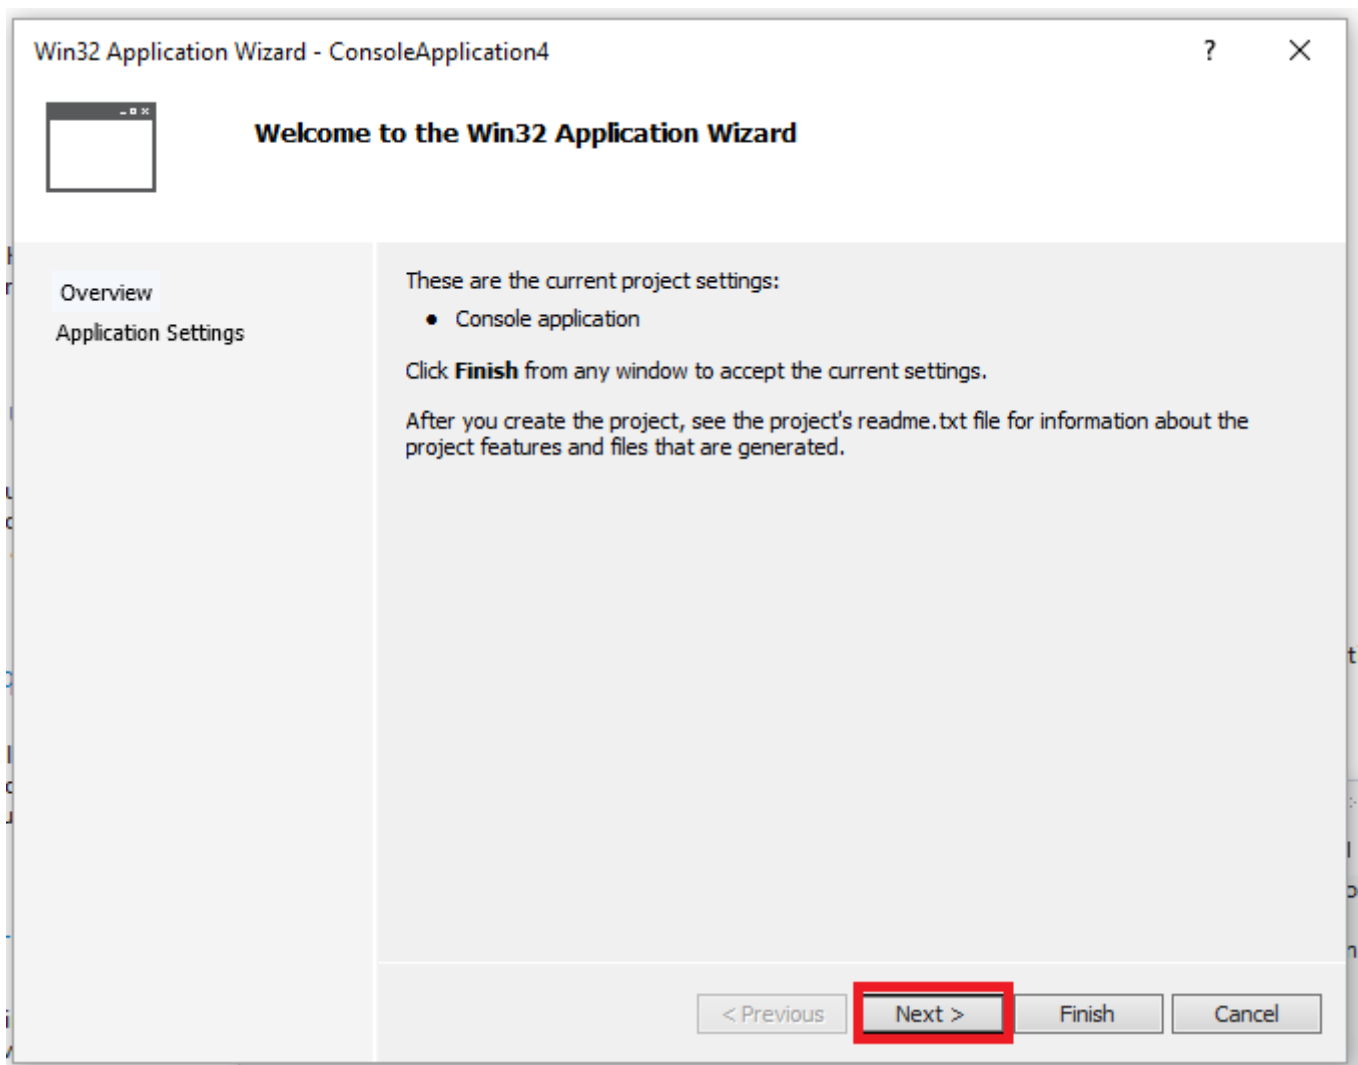 Win32 Application Wizard - ConsoleApplication4
Welcome to the Win32 Application Wizard
Overview
Application Settings
These are the current project settings:
• Console application
Click Finish from any window to accept the current settings.
After you create the project, see the project's readme.txt file for information about the
project features and files that are generated.
< Previous
Next >
Finish
Cancel